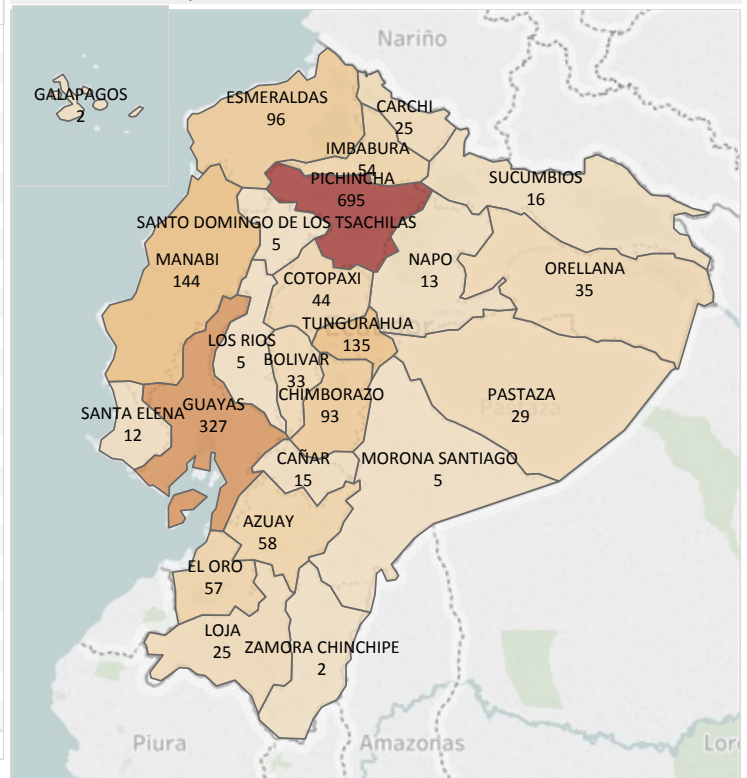 Nariño
GALAPAGOS
2
ESMERALDAS
96
CARCHI
25
IMBABURA
54
PICHINCHA
695
SUCUMBIOS
16
SANTO DOMINGO DE LOS TSACHILAS
5
MANABI
144
NAPO
13
ORELLANA
35
COTOPAXI
44
TUNGURAHUA
135
LOS RIOS
5
BOLIVAR
33
CHIMBORAZO
93
PASTAZA
29
Pastaza
SANTA ELENA
12
GUAYAS
327
CAÑAR
15
MORONA SANTIAGO
5
AZUAY
58
EL ORO
57
LOJA
25
ZAMORA CHINCHIPE
2
Piura
Amazonas